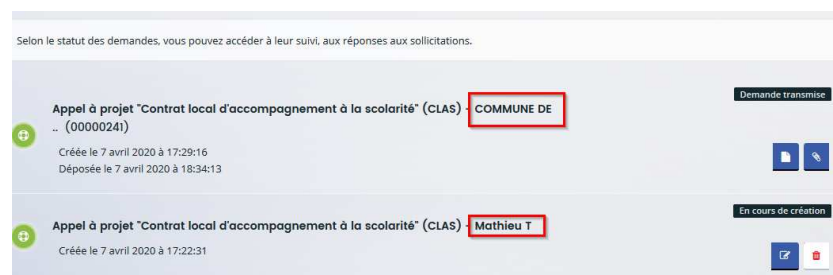 Selon le statut des demandes, vous pouvez accéder à leur suivi, aux réponses aux sollicitations.
Demande transmise
Appel à projet "Contrat local d'accompagnement à la scolarité" (CLAS) - COMMUNE DE
.. (00000241)
Créée le 7 avril 2020 à 17:29:16
Déposée le 7 avril 2020 à 18:34:13
En cours de création
Appel à projet "Contrat local d'accompagnement à la scolarité" (CLAS) - Mathieu T
Créée le 7 avril 2020 à 17:22:31